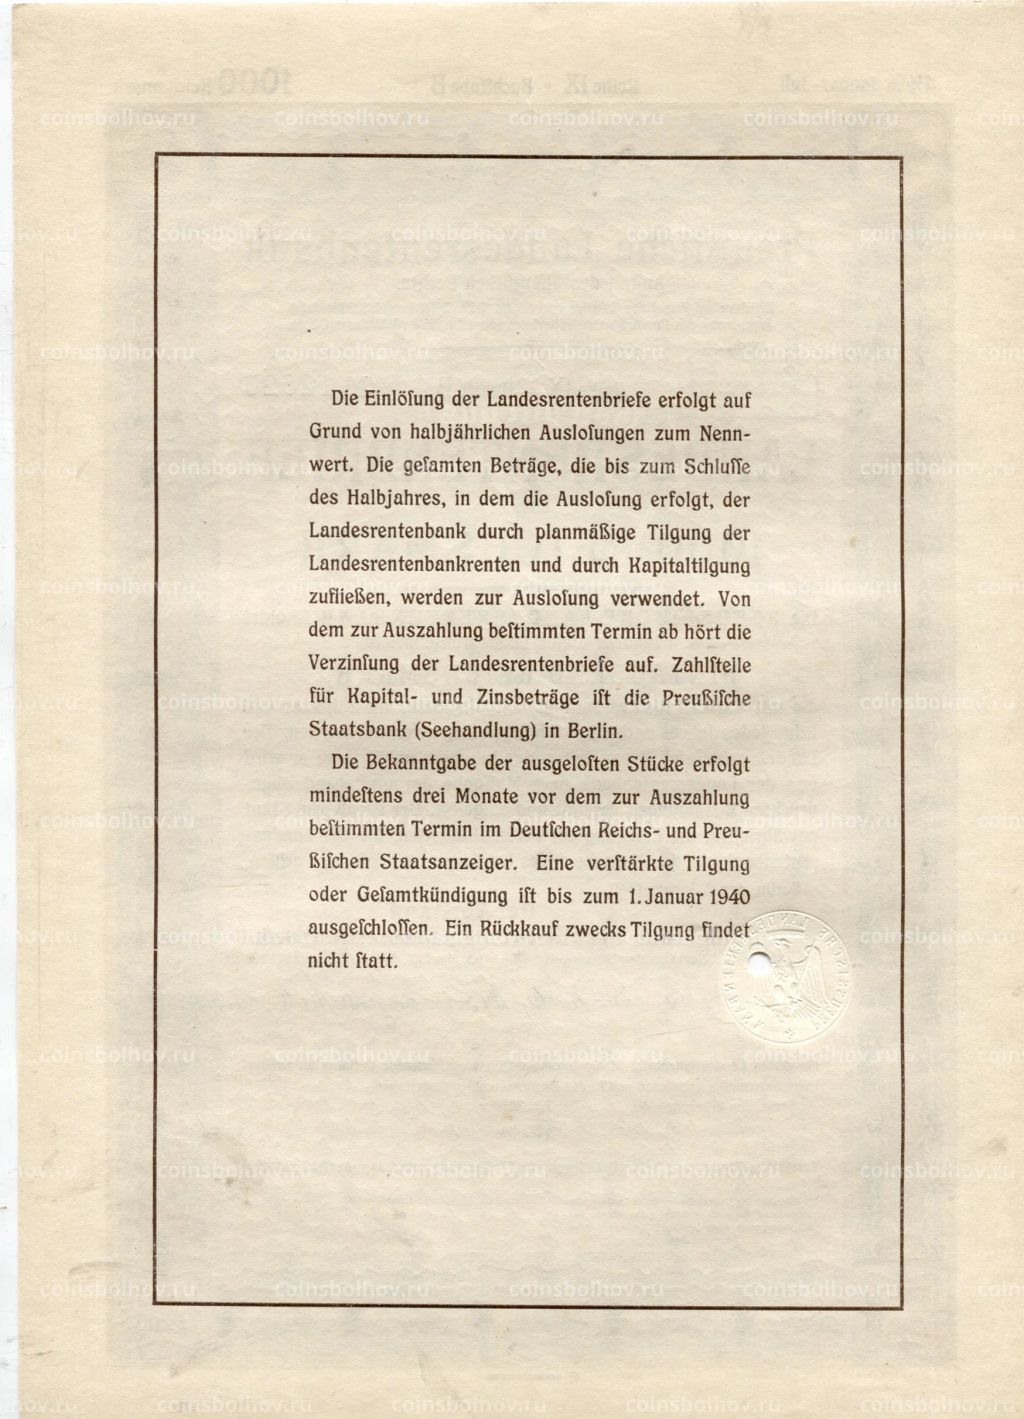 Die Einlöſung der Landesrentenbriefe erfolgt auf
Grund von halbjährlichen Ausloſungen zum Nenn-
wert. Die geſamten Beträge, die bis zum Schluſſe
des Halbjahres, in dem die Ausloſung erfolgt, der
Landesrentenbank durch planmäßige Tilgung der
Landesrentenbankrenten und durch Kapitaltilgung
zufließen, werden zur Ausloſung verwendet. Von
dem zur Auszahlung beſtimmten Termin ab hört die
Verzinſung der Landesrentenbriefe auf. Zahlſtelle
für Kapital- und Zinsbeträge iſt die Preußiſche
Staatsbank (Seehandlung) in Berlin.
Die Bekanntgabe der ausgeloſten Stücke erfolgt
mindeſtens drei Monate vor dem zur Auszahlung
beſtimmten Termin im Deutſchen Reichs- und Preu-
ßiſchen Staatsanzeiger. Eine verſtärkte Tilgung
oder Geſamtkündigung iſt bis zum 1. Januar 1940
ausgeſchloſſen. Ein Rückkauf zwecks Tilgung findet
nicht ſtatt.
coinsbolhov.ru